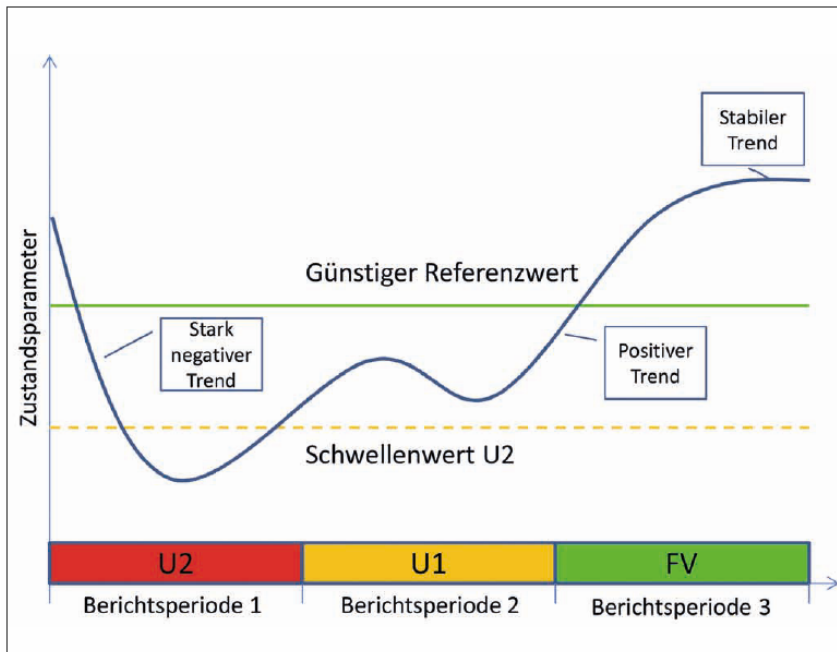 Stabiler
Trend
Günstiger Referenzwert
Zustandsparameter
Stark
negativer
Trend
Positiver
Trend
Schwellenwert U2
U2
U1
FV
Berichtsperiode 1
Berichtsperiode 2
Berichtsperiode 3